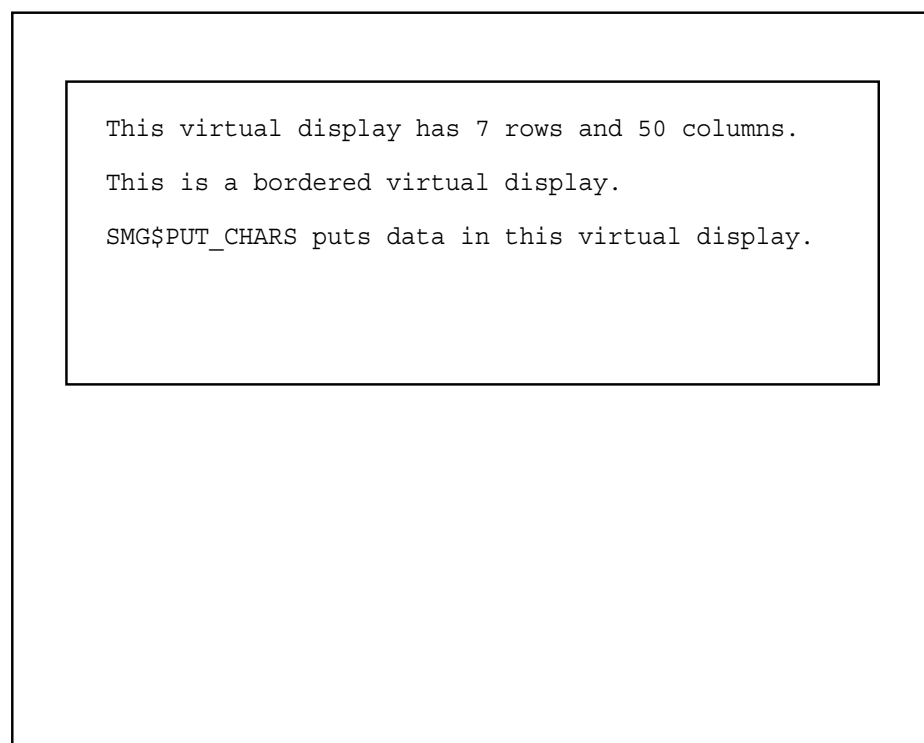 This virtual display has 7 rows and 50 columns.
This is a bordered virtual display.
SMG$PUT_CHARS puts data in this virtual display.